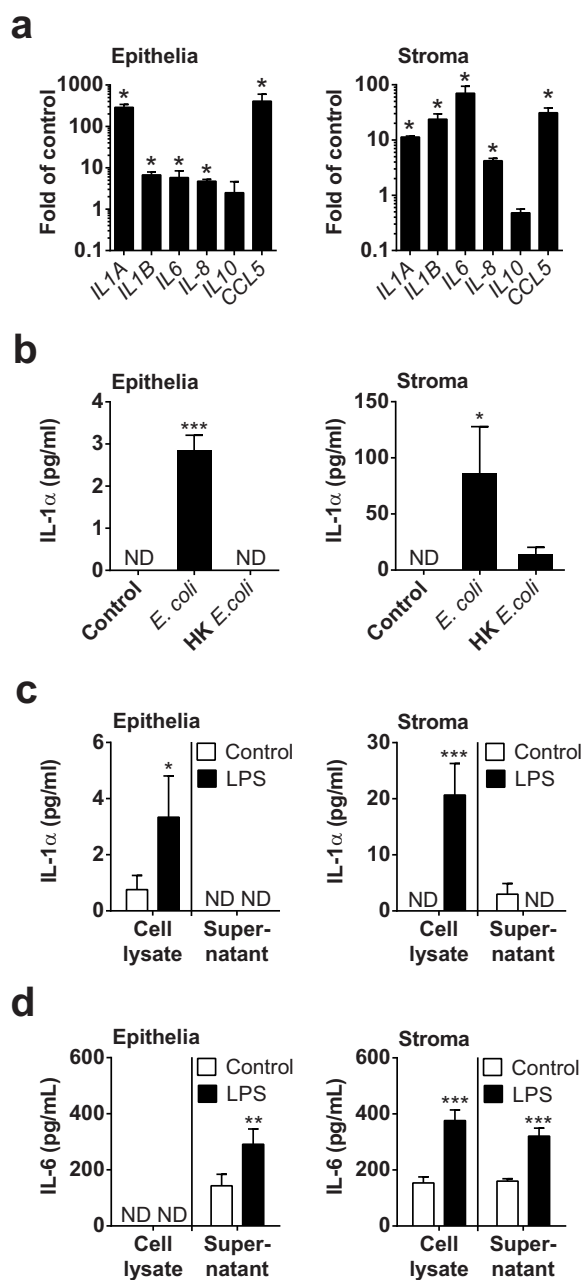 a
Epithelia
Fold of control
1000
100
10
1
0.1
* * * * *
IL1A IL1B IL6 IL-8 IL10 CCL5
Stroma
Fold of control
100
10
1
0.1
* * * * *
IL1A IL1B IL6 IL-8 IL10 CCL5
b
Epithelia
IL-1α (pg/ml)
4
3
2
1
0
ND *** ND
Control E. coli HK E.coli
Stroma
IL-1α (pg/ml)
150
100
50
0
ND *
Control E. coli HK E.coli
c
Epithelia
Control
LPS
IL-1α (pg/ml)
6
4
2
0
*
ND ND
Cell Super-
lysate natant
Stroma
Control
LPS
IL-1α (pg/ml)
30
20
10
0
***
ND ND
Cell Super-
lysate natant
d
Epithelia
Control
LPS
IL-6 (pg/mL)
600
400
200
0
**
ND ND
Cell Super-
lysate natant
Stroma
Control
LPS
IL-6 (pg/mL)
600
400
200
0
*** ***
Cell Super-
lysate natant